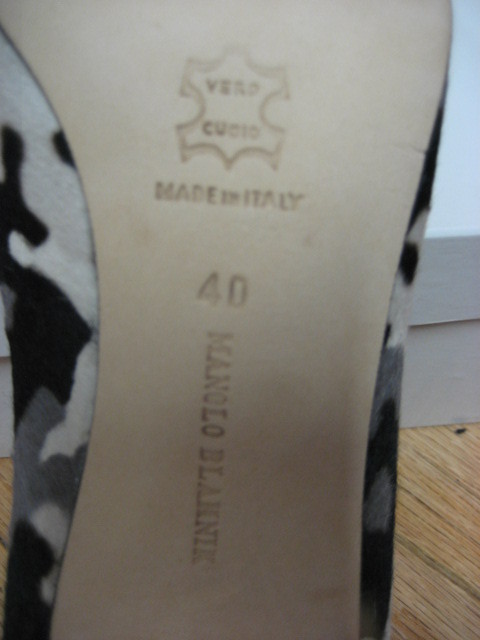 VERO
CUOIO
MADE IN ITALY
40
MANOLO BLAHNIK